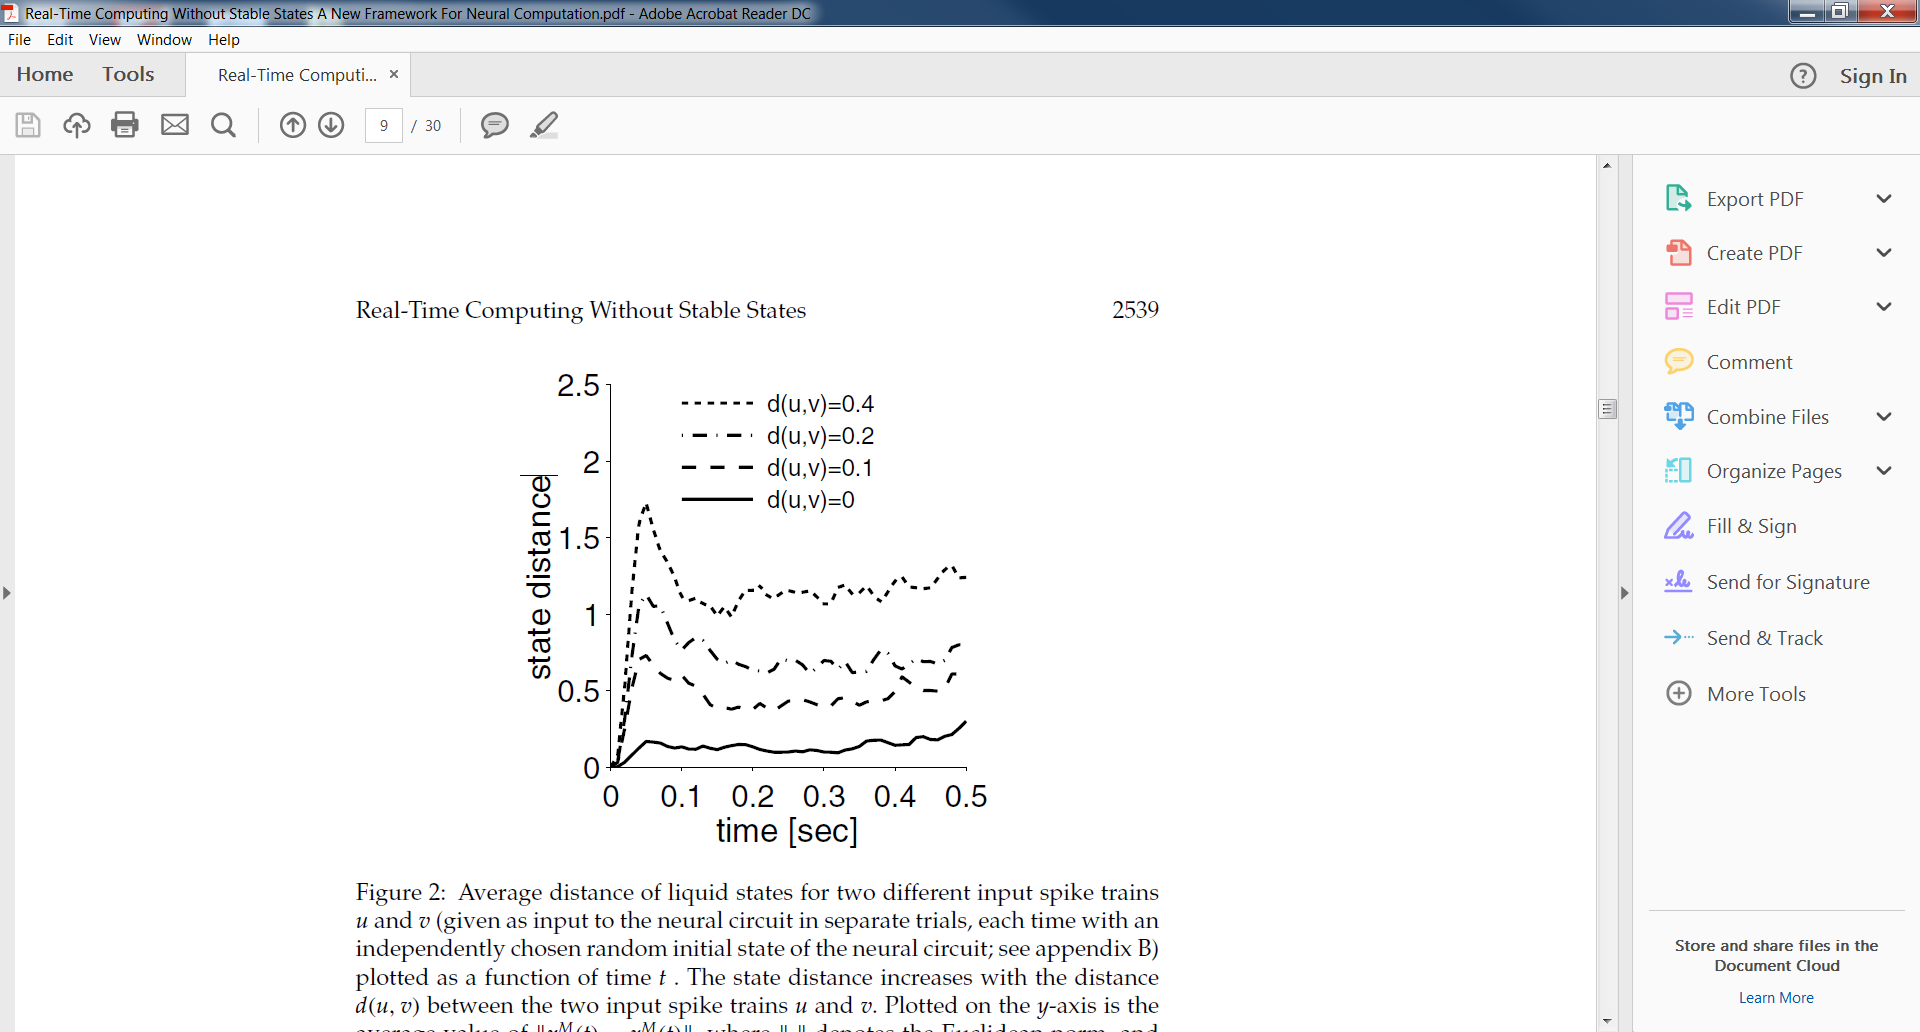 Real-Time Computing Without Stable States A New Framework For Neural Computation.pdf - Adobe Acrobat Reader DC
File Edit View Window Help
Home Tools Real-Time Computi... × ? Sign In
9 / 30
Real-Time Computing Without Stable States 2539
2.5
2
1.5
1
0.5
0
state distance
d(u,v)=0.4
d(u,v)=0.2
d(u,v)=0.1
d(u,v)=0
0 0.1 0.2 0.3 0.4 0.5
time [sec]
Figure 2: Average distance of liquid states for two different input spike trains
u and v (given as input to the neural circuit in separate trials, each time with an
independently chosen random initial state of the neural circuit; see appendix B)
plotted as a function of time t . The state distance increases with the distance
d(u, v) between the two input spike trains u and v. Plotted on the y-axis is the
Export PDF
Create PDF
Edit PDF
Comment
Combine Files
Organize Pages
Fill & Sign
Send for Signature
Send & Track
More Tools
Store and share files in the
Document Cloud
Learn More